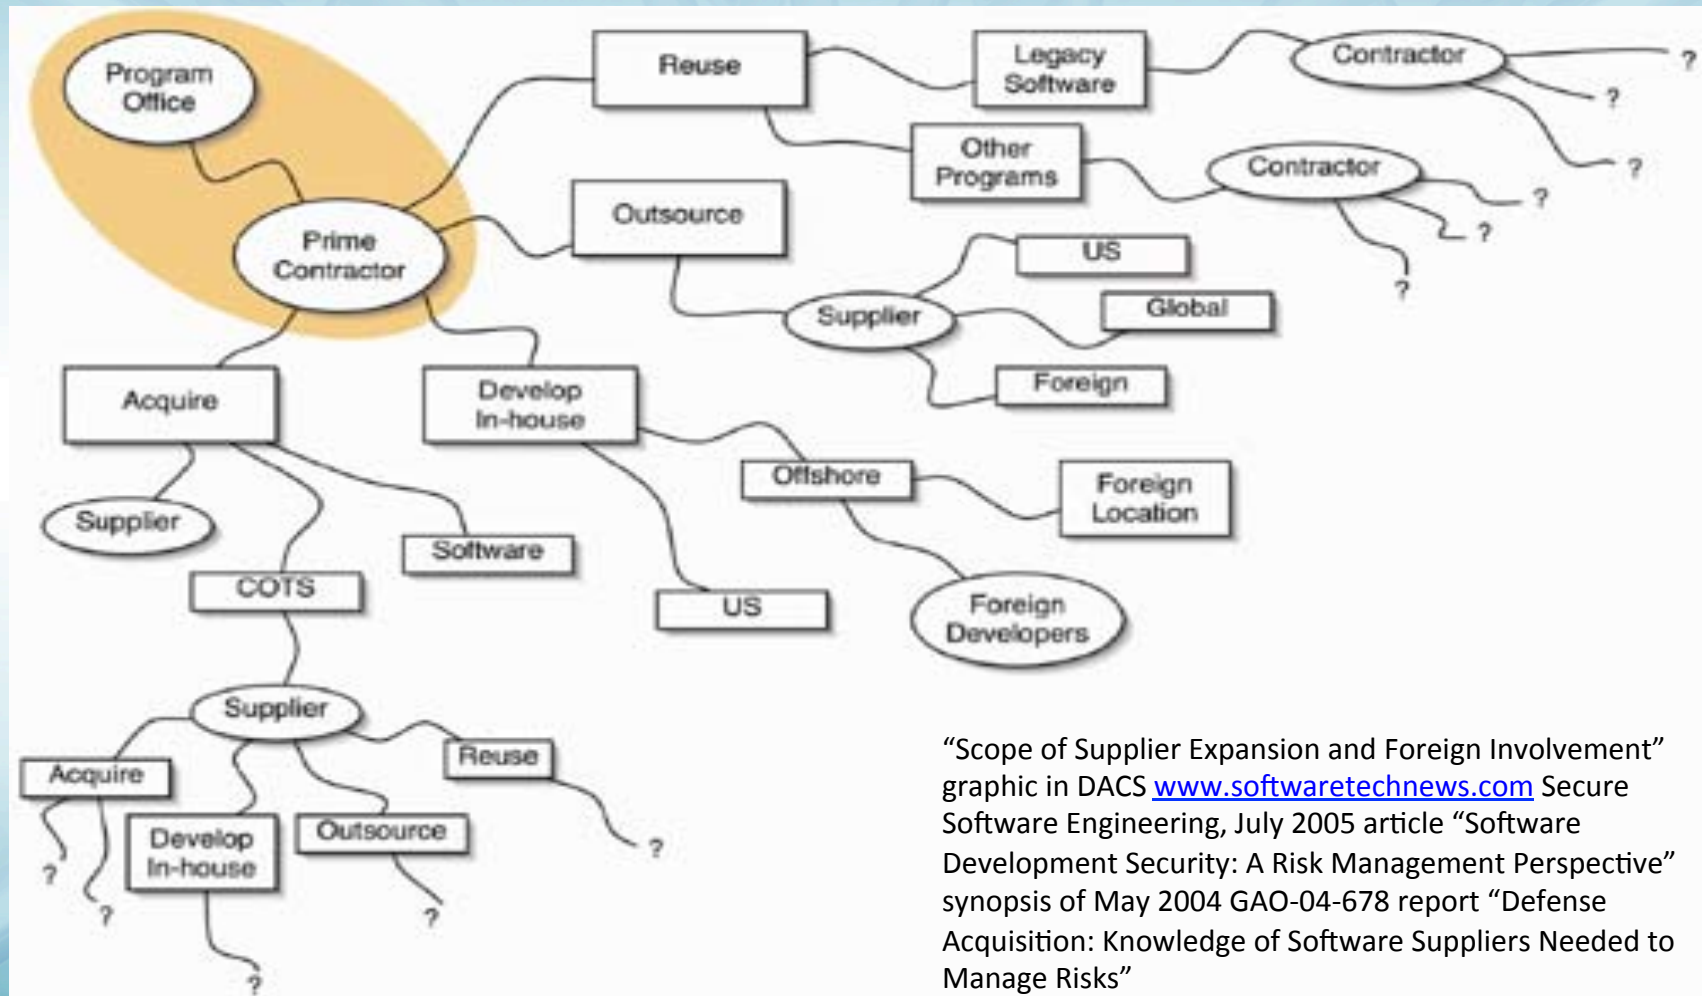 Program
Office
Prime
Contractor
Reuse
Legacy
Software
Contractor
?
?
?
Other
Programs
Contractor
?
?
?
Outsource
Supplier
US
Global
Foreign
Acquire
Supplier
COTS
Software
Develop
In-house
US
Offshore
Foreign
Location
Foreign
Developers
Supplier
Acquire
?
?
Develop
In-house
?
Outsource
?
Reuse
?
“Scope of Supplier Expansion and Foreign Involvement”
graphic in DACS www.softwaretechnews.com Secure
Software Engineering, July 2005 article “Software
Development Security: A Risk Management Perspective”
synopsis of May 2004 GAO-04-678 report “Defense
Acquisition: Knowledge of Software Suppliers Needed to
Manage Risks”